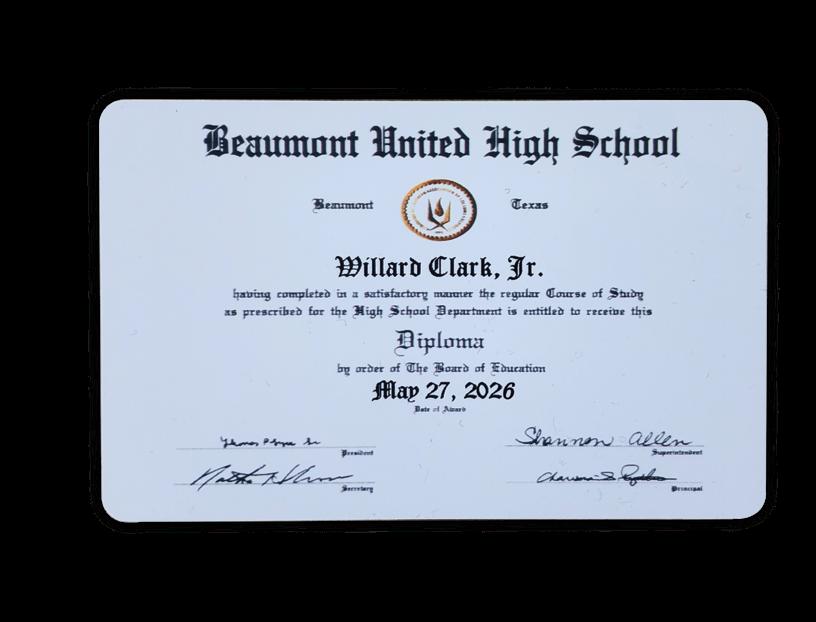 Beaumont United High School
Beaumont Texas
Willard Clark, Jr.
having completed in a satisfactory manner the regular Course of Study
as prescribed for the High School Department is entitled to receive this
Diploma
by order of The Board of Education
May 27, 2026
Date of Award
Shannon Allen
President Superintendent
Secretary Principal